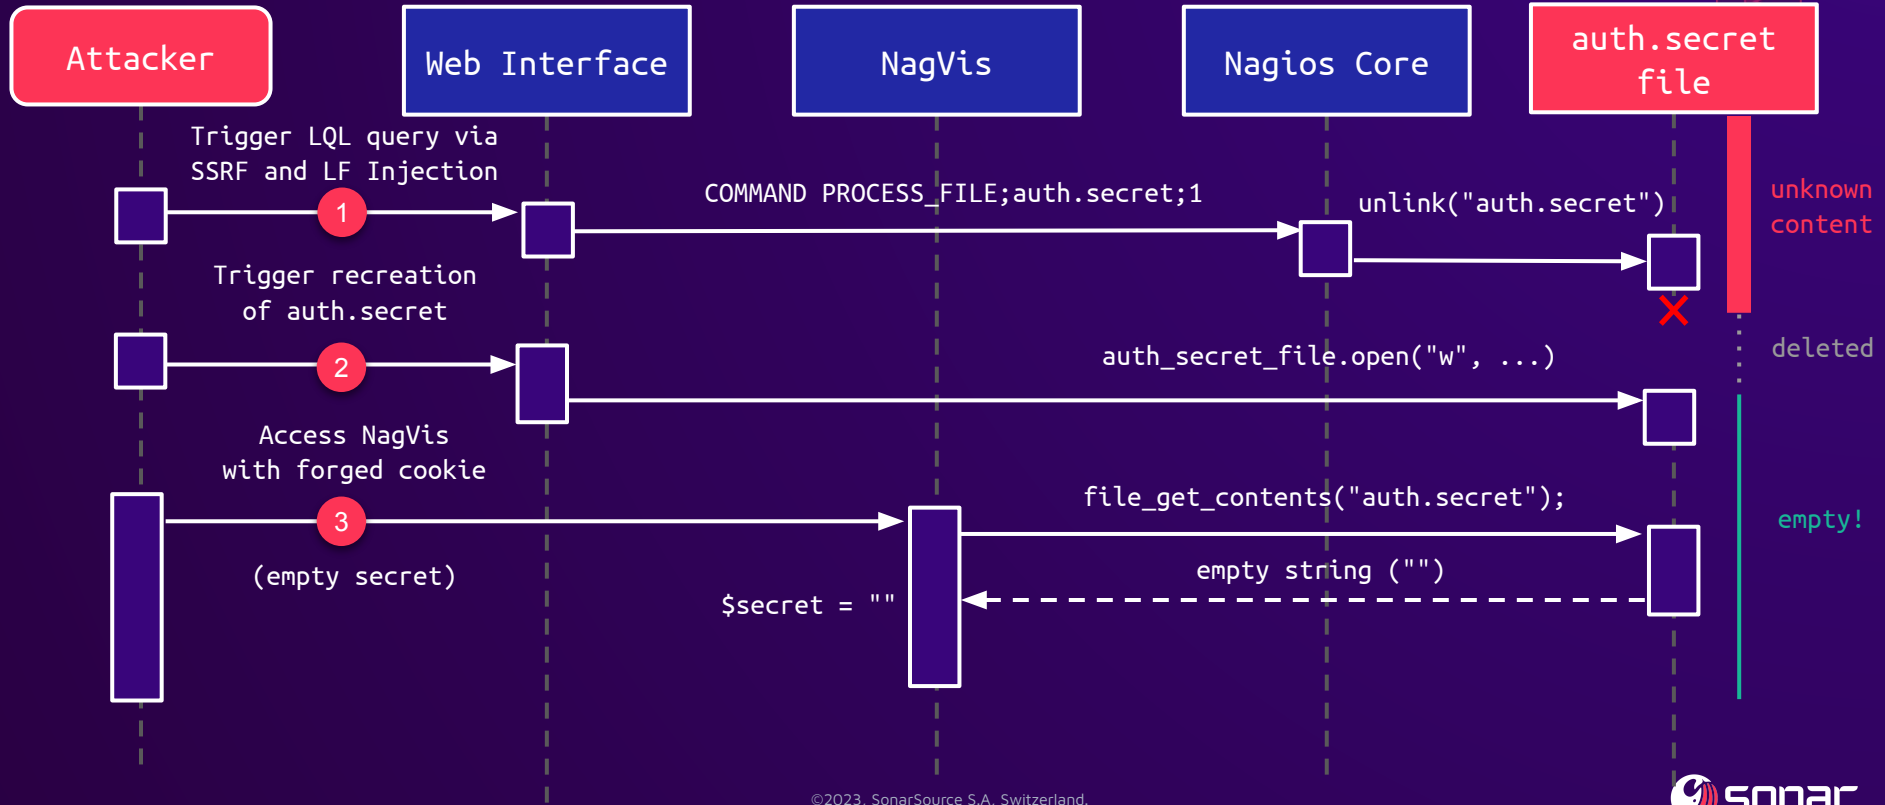 Attacker
Web Interface
NagVis
Nagios Core
auth.secret
file
Trigger LQL query via
SSRF and LF Injection
1
COMMAND PROCESS_FILE;auth.secret;1
unlink("auth.secret")
unknown
content
Trigger recreation
of auth.secret
2
auth_secret_file.open("w", ...)
deleted
Access NagVis
with forged cookie
3
(empty secret)
file_get_contents("auth.secret");
empty!
empty string ("")
$secret = ""
©2023, SonarSource S.A, Switzerland.
sonar